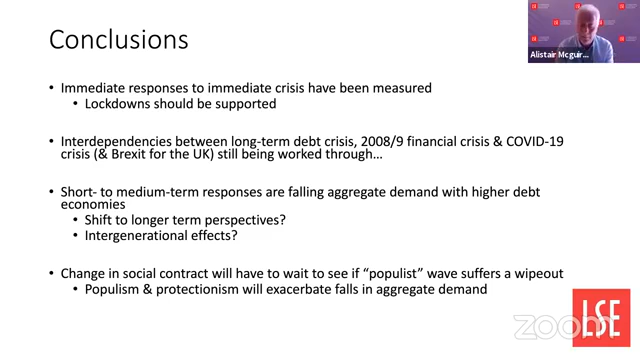 Conclusions
LSE
Alistair Mcguir...
• Immediate responses to immediate crisis have been measured
• Lockdowns should be supported
• Interdependencies between long-term debt crisis, 2008/9 financial crisis & COVID-19
crisis (& Brexit for the UK) still being worked through…
• Short- to medium-term responses are falling aggregate demand with higher debt
economies
• Shift to longer term perspectives?
• Intergenerational effects?
• Change in social contract will have to wait to see if “populist” wave suffers a wipeout
• Populism & protectionism will exacerbate falls in aggregate demand
LSE
zoom